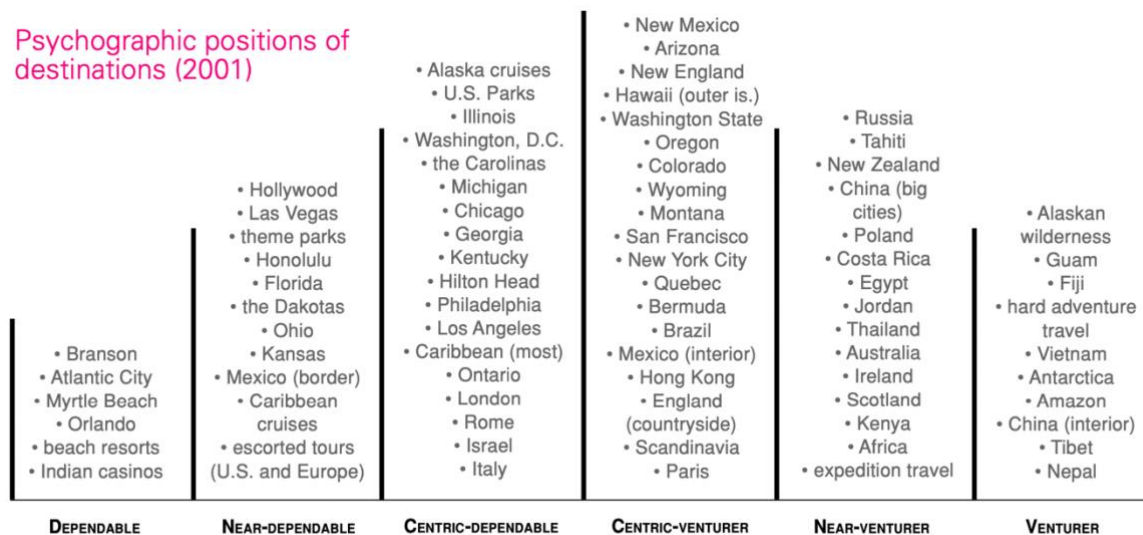 Psychographic positions of
destinations (2001)
• Branson
• Atlantic City
• Myrtle Beach
• Orlando
• beach resorts
• Indian casinos
DEPENDABLE
• Hollywood
• Las Vegas
• theme parks
• Honolulu
• Florida
• the Dakotas
• Ohio
• Kansas
• Mexico (border)
• Caribbean
cruises
• escorted tours
(U.S. and Europe)
NEAR-DEPENDABLE
• Alaska cruises
• U.S. Parks
• Illinois
• Washington, D.C.
• the Carolinas
• Michigan
• Chicago
• Georgia
• Kentucky
• Hilton Head
• Philadelphia
• Los Angeles
• Caribbean (most)
• Ontario
• London
• Rome
• Israel
• Italy
CENTRIC-DEPENDABLE
• New Mexico
• Arizona
• New England
• Hawaii (outer is.)
• Washington State
• Oregon
• Colorado
• Wyoming
• Montana
• San Francisco
• New York City
• Quebec
• Bermuda
• Brazil
• Mexico (interior)
• Hong Kong
• England
(countryside)
• Scandinavia
• Paris
CENTRIC-VENTURER
• Russia
• Tahiti
• New Zealand
• China (big
cities)
• Poland
• Costa Rica
• Egypt
• Jordan
• Thailand
• Australia
• Ireland
• Scotland
• Kenya
• Africa
• expedition travel
NEAR-VENTURER
• Alaskan
wilderness
• Guam
• Fiji
• hard adventure
travel
• Vietnam
• Antarctica
• Amazon
• China (interior)
• Tibet
• Nepal
VENTURER